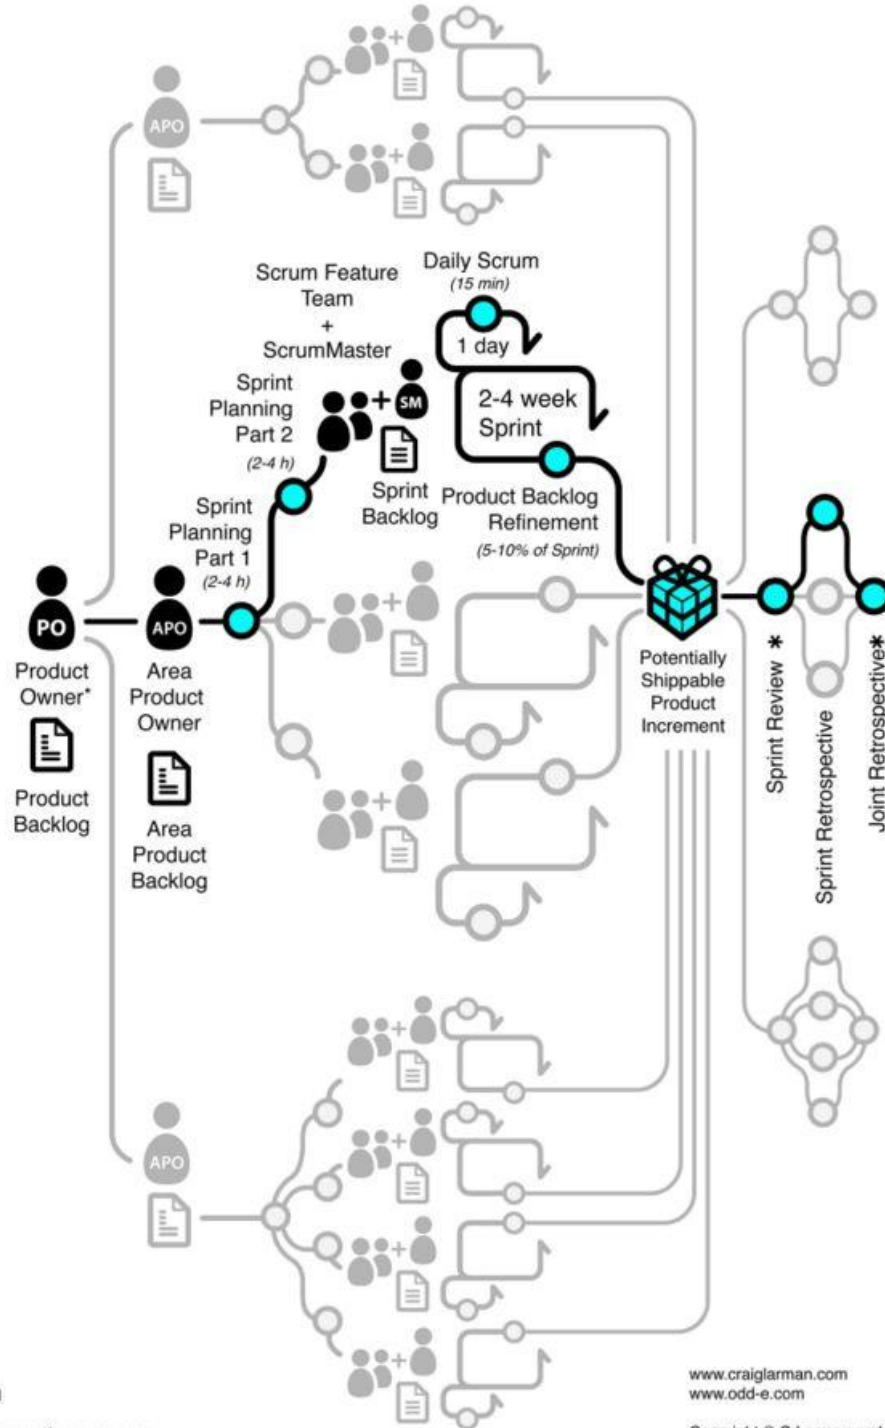 APO
Scrum Feature
Team
+
ScrumMaster
Daily Scrum
(15 min)
1 day
Sprint
Planning
Part 2
(2-4 h)
+
SM
2-4 week
Sprint
Sprint
Backlog
Product Backlog
Refinement
(5-10% of Sprint)
Sprint
Planning
Part 1
(2-4 h)
PO
APO
Product
Owner*
Product
Backlog
Area
Product
Owner
Area
Product
Backlog
Potentially
Shippable
Product
Increment
Sprint Review *
Sprint Retrospective
Joint Retrospective*
APO
www.craiglarman.com
www.odd-e.com